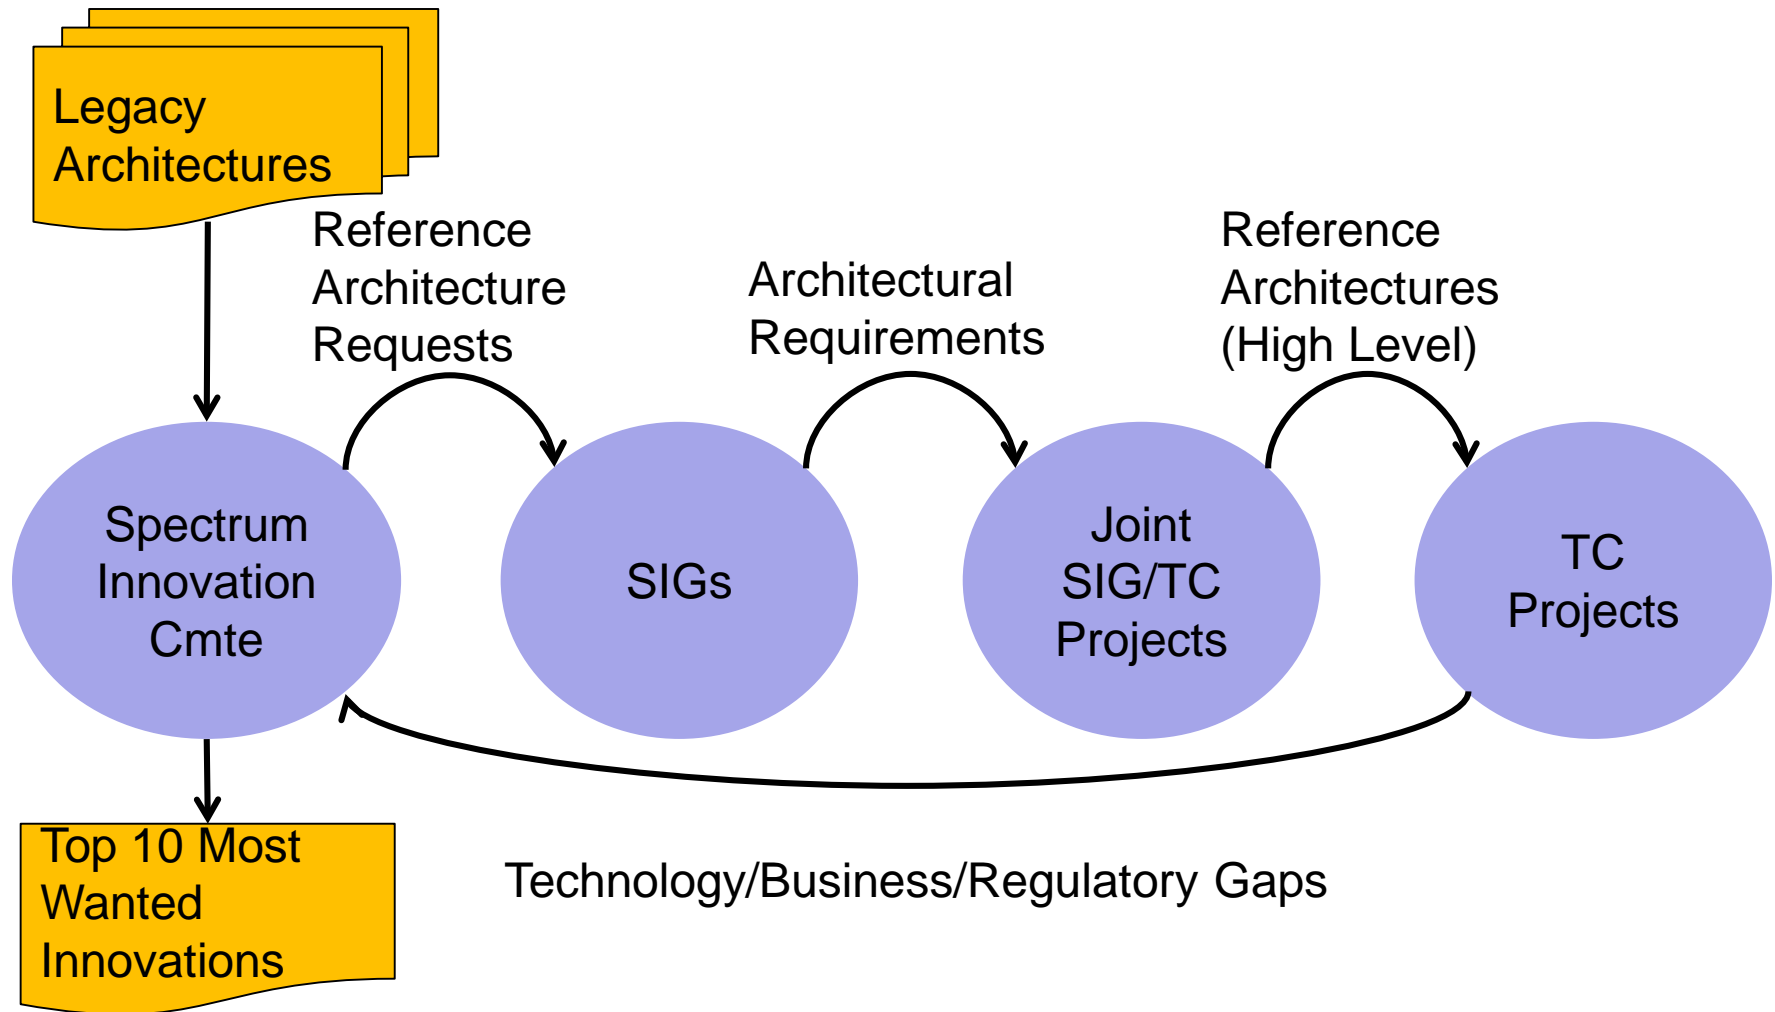 Legacy
Architectures
Reference
Architecture
Requests
Architectural
Requirements
Reference
Architectures
(High Level)
Spectrum
Innovation
Cmte
SIGs
Joint
SIG/TC
Projects
TC
Projects
Top 10 Most
Wanted
Innovations
Technology/Business/Regulatory Gaps